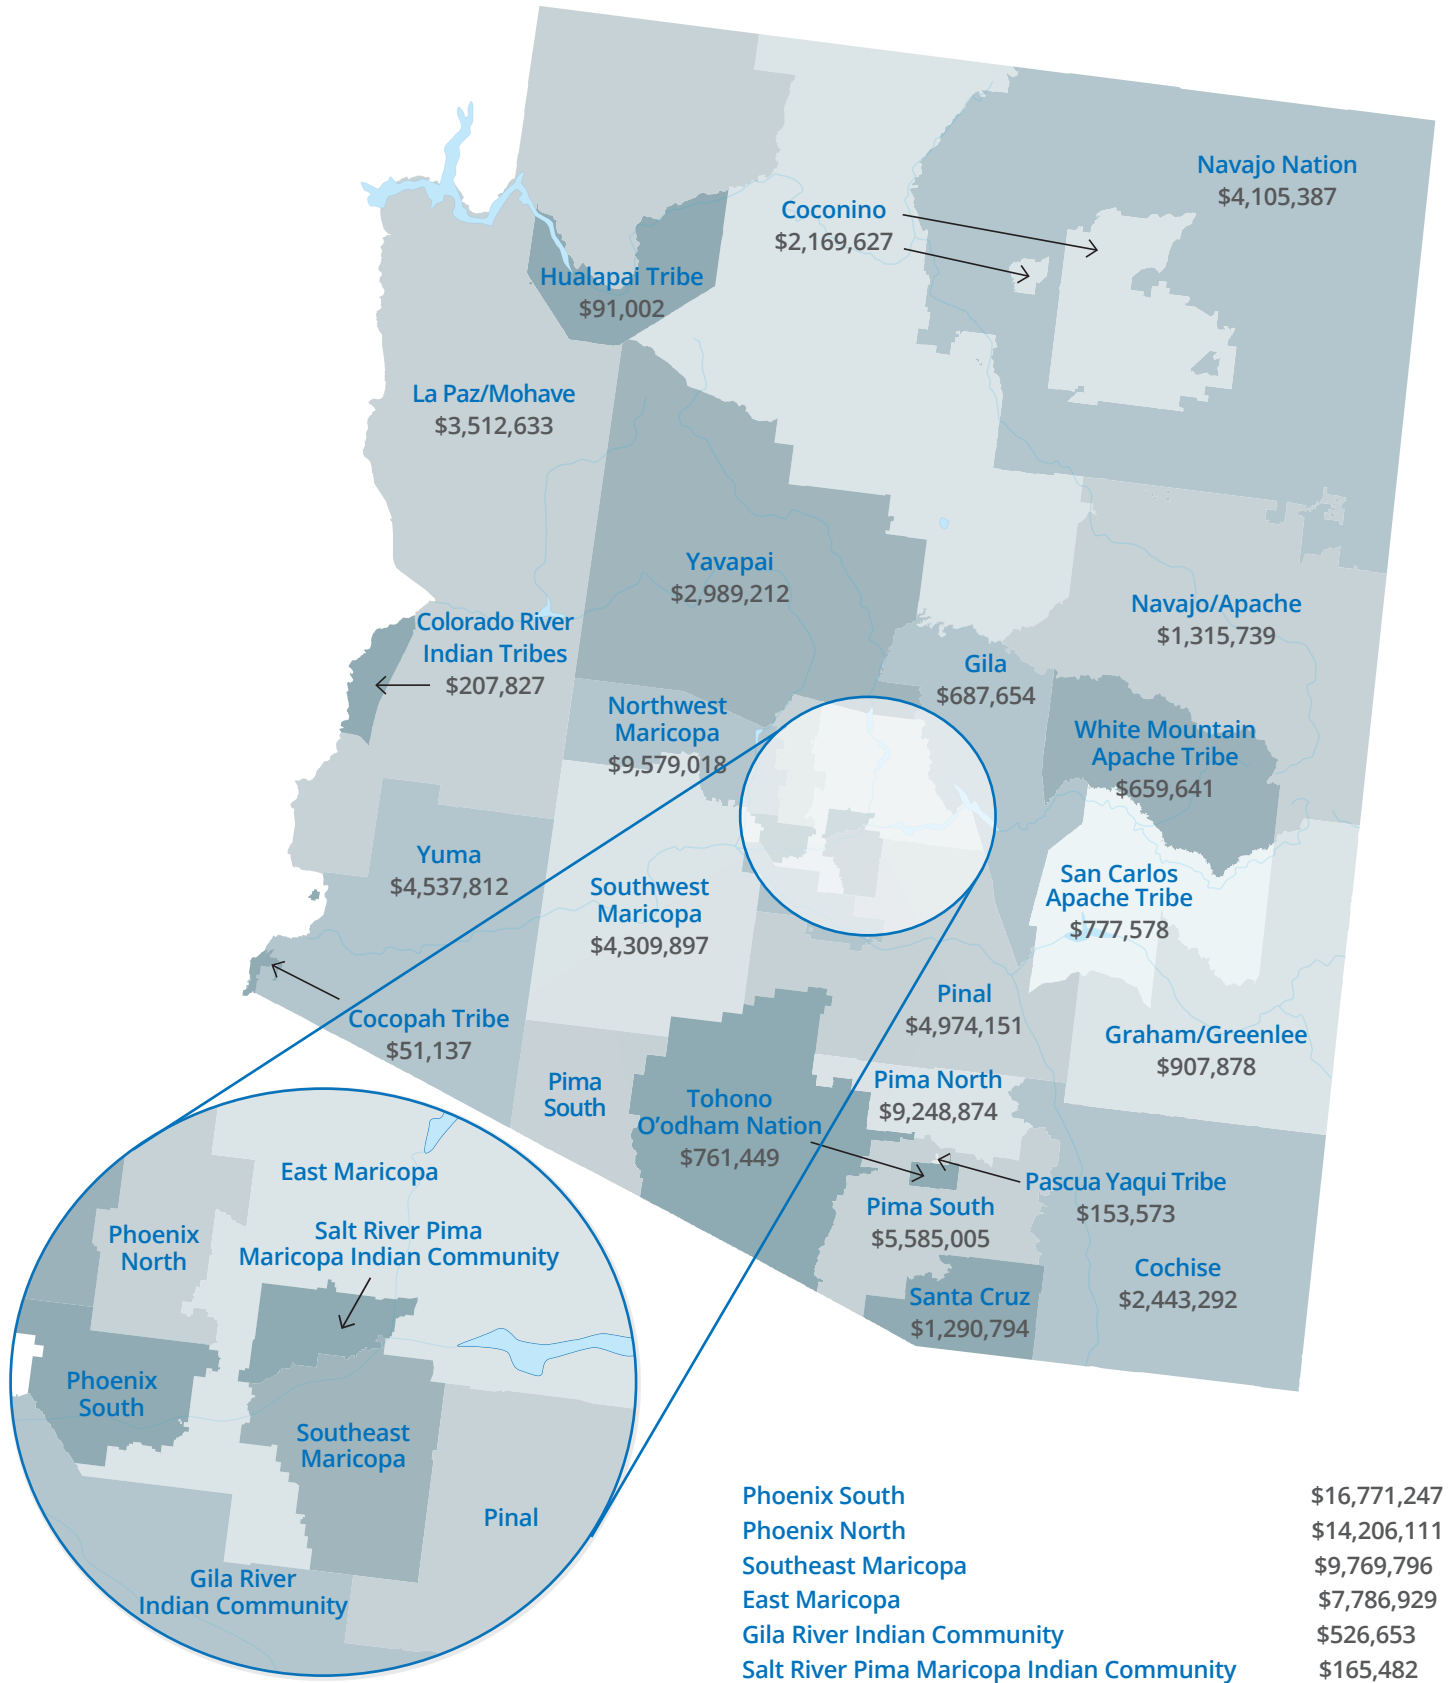 Navajo Nation
$4,105,387
Coconino
$2,169,627
Hualapai Tribe
$91,002
La Paz/Mohave
$3,512,633
Yavapai
$2,989,212
Navajo/Apache
$1,315,739
Colorado River
Indian Tribes
$207,827
Gila
$687,654
Northwest
Maricopa
$9,579,018
White Mountain
Apache Tribe
$659,641
Yuma
$4,537,812
Southwest
Maricopa
$4,309,897
San Carlos
Apache Tribe
$777,578
Pinal
$4,974,151
Cocopah Tribe
$51,137
Graham/Greenlee
$907,878
Pima
South
Pima North
$9,248,874
Tohono
O’odham Nation
$761,449
Pascua Yaqui Tribe
$153,573
Pima South
$5,585,005
Cochise
$2,443,292
Santa Cruz
$1,290,794
East Maricopa
Phoenix
North
Salt River Pima
Maricopa Indian Community
Phoenix
South
Southeast
Maricopa
Pinal
Gila River
Indian Community
Phoenix South $16,771,247
Phoenix North $14,206,111
Southeast Maricopa $9,769,796
East Maricopa $7,786,929
Gila River Indian Community $526,653
Salt River Pima Maricopa Indian Community $165,482